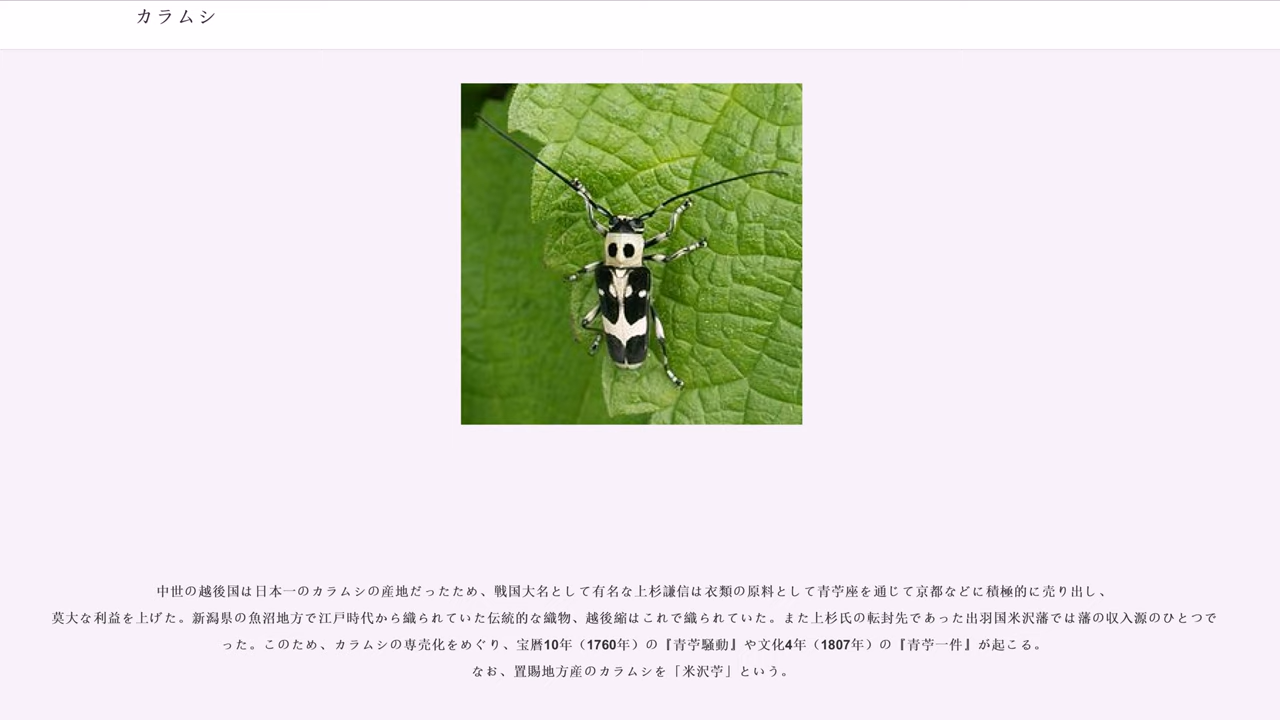 カラムシ
中世の越後国は日本一のカラムシの産地だったため、戦国大名として有名な上杉謙信は衣類の原料として青苧座を通じて京都などに積極的に売り出し、
莫大な利益を上げた。新潟県の魚沼地方で江戸時代から織られていた伝統的な織物、越後縮はこれで織られていた。また上杉氏の転封先であった出羽国米沢藩では藩の収入源のひとつで
った。このため、カラムシの専売化をめぐり、宝暦10年（1760年）の『青苧騒動』や文化4年（1807年）の『青苧一件』が起こる。
なお、置賜地方産のカラムシを「米沢苧」という。